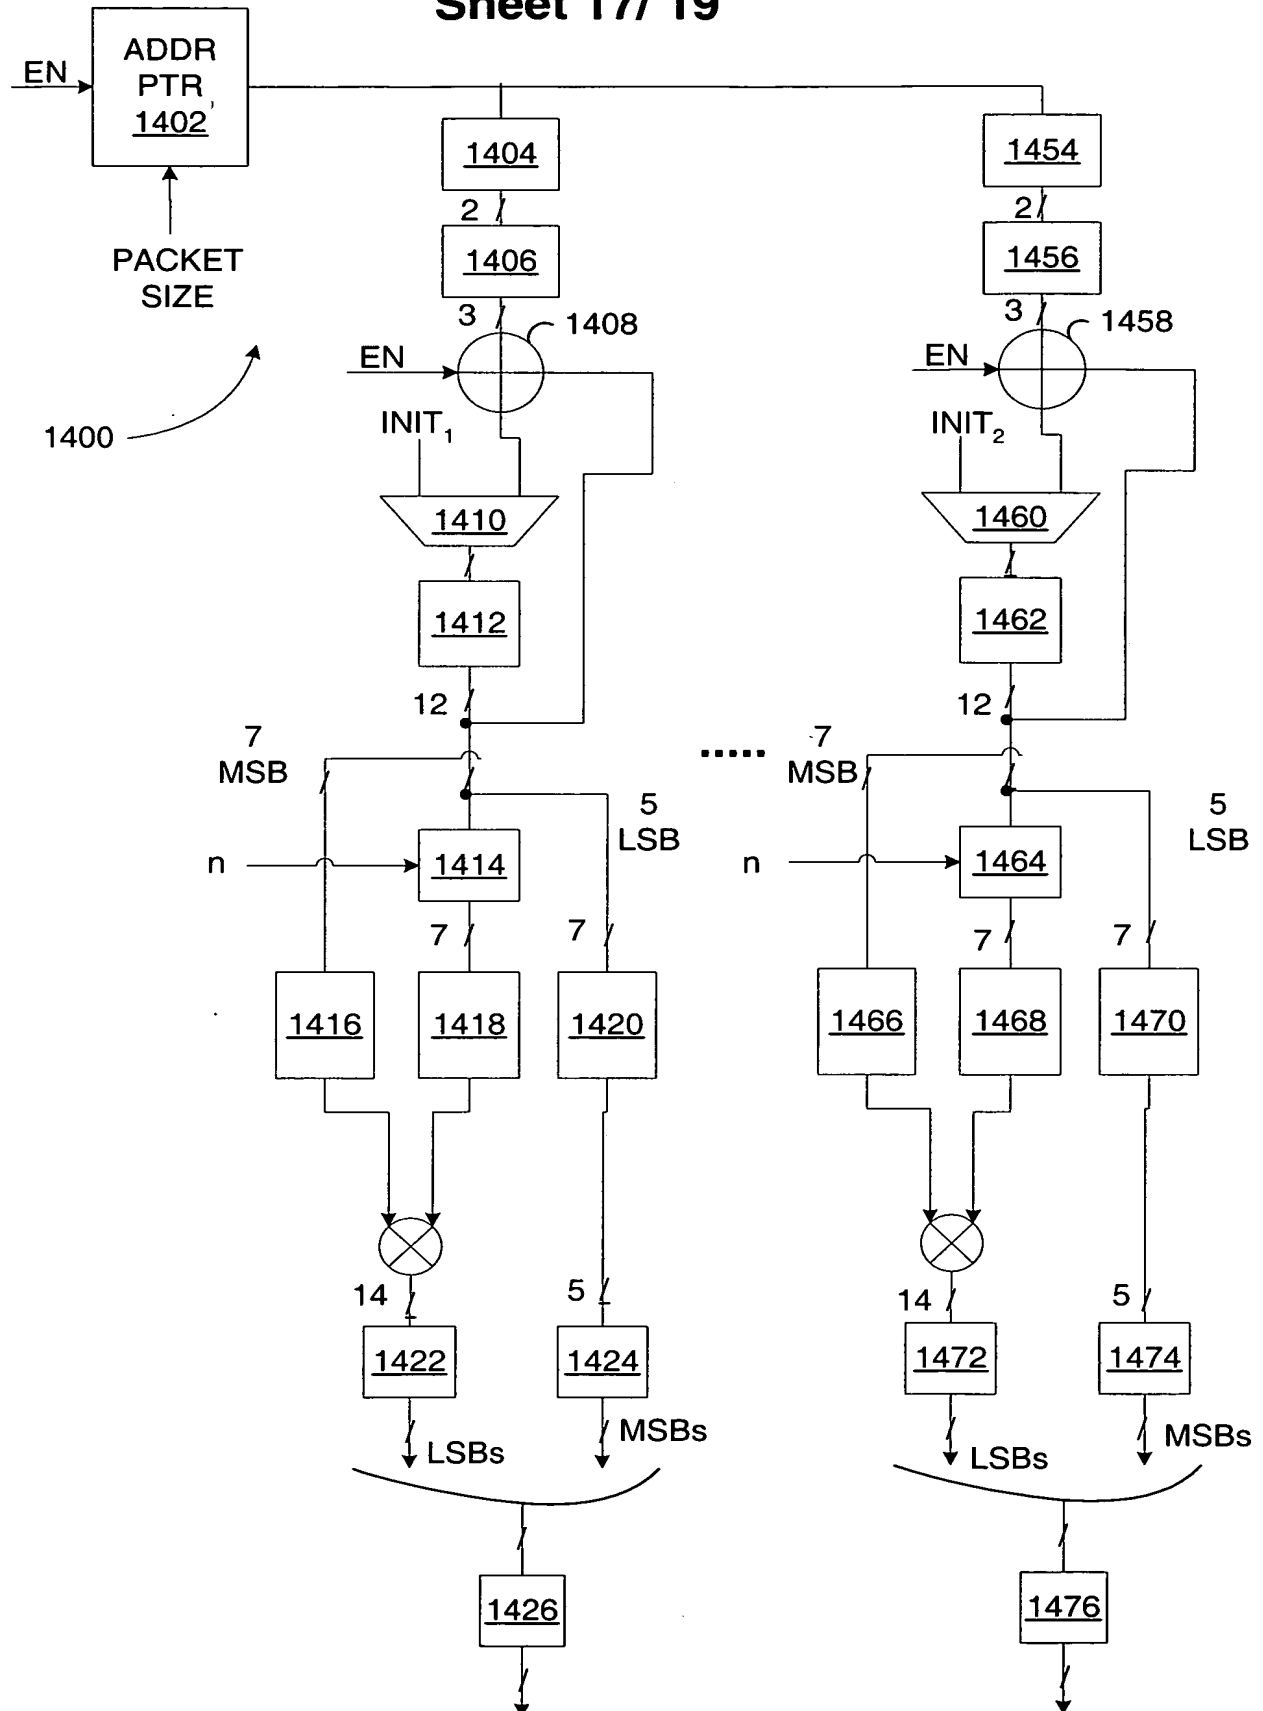 Sheet 17/ 19
EN
ADDR
PTR
1402'
PACKET
SIZE
1400
1404
2
1406
3
1408
EN
INIT1
1410
1412
12
7
MSB
5
LSB
n
1414
7
7
1416
1418
1420
14
5
1422
1424
LSBs
MSBs
1426
.....
1454
2
1456
3
1458
EN
INIT2
1460
1462
12
7
MSB
5
LSB
n
1464
7
7
1466
1468
1470
14
5
1472
1474
LSBs
MSBs
1476